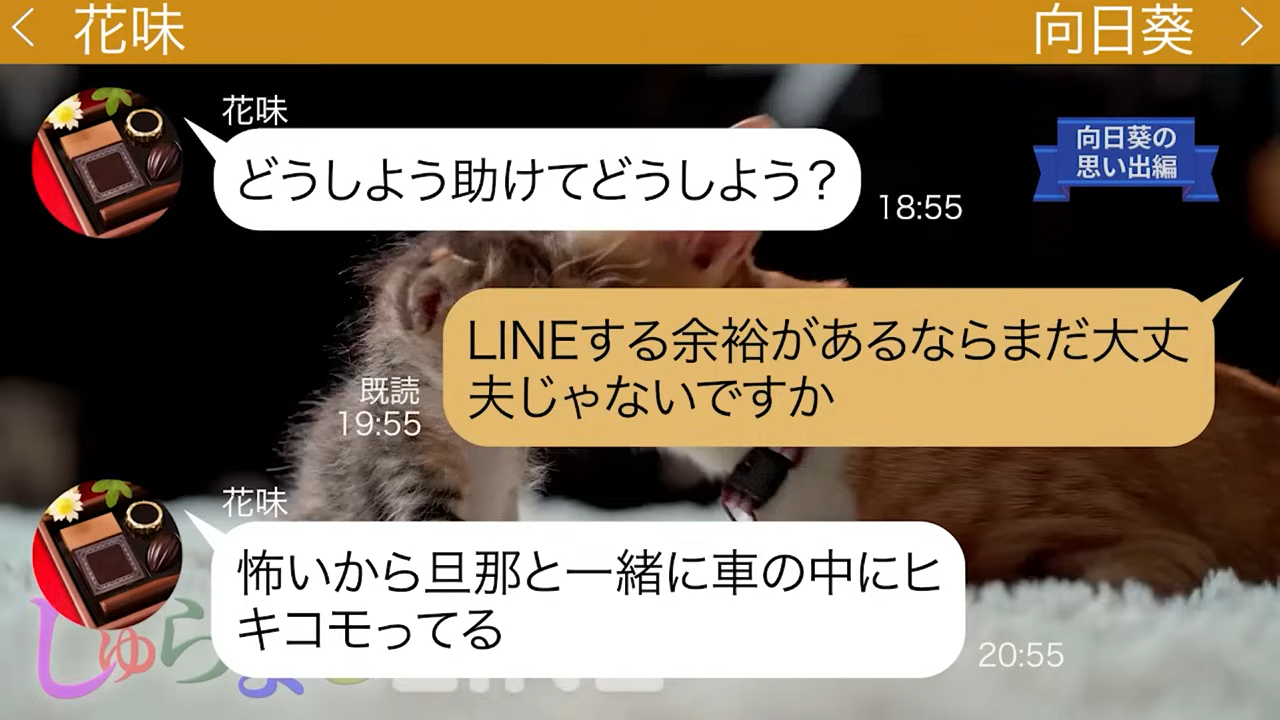 花味
向日葵
花味
どうしよう助けてどうしよう?
18:55
向日葵の
思い出編
LINEする余裕があるならまだ大丈
夫じゃないですか
既読
19:55
花味
怖いから旦那と一緒に車の中にヒ
キコモってる
20:55
しゅら
LINE